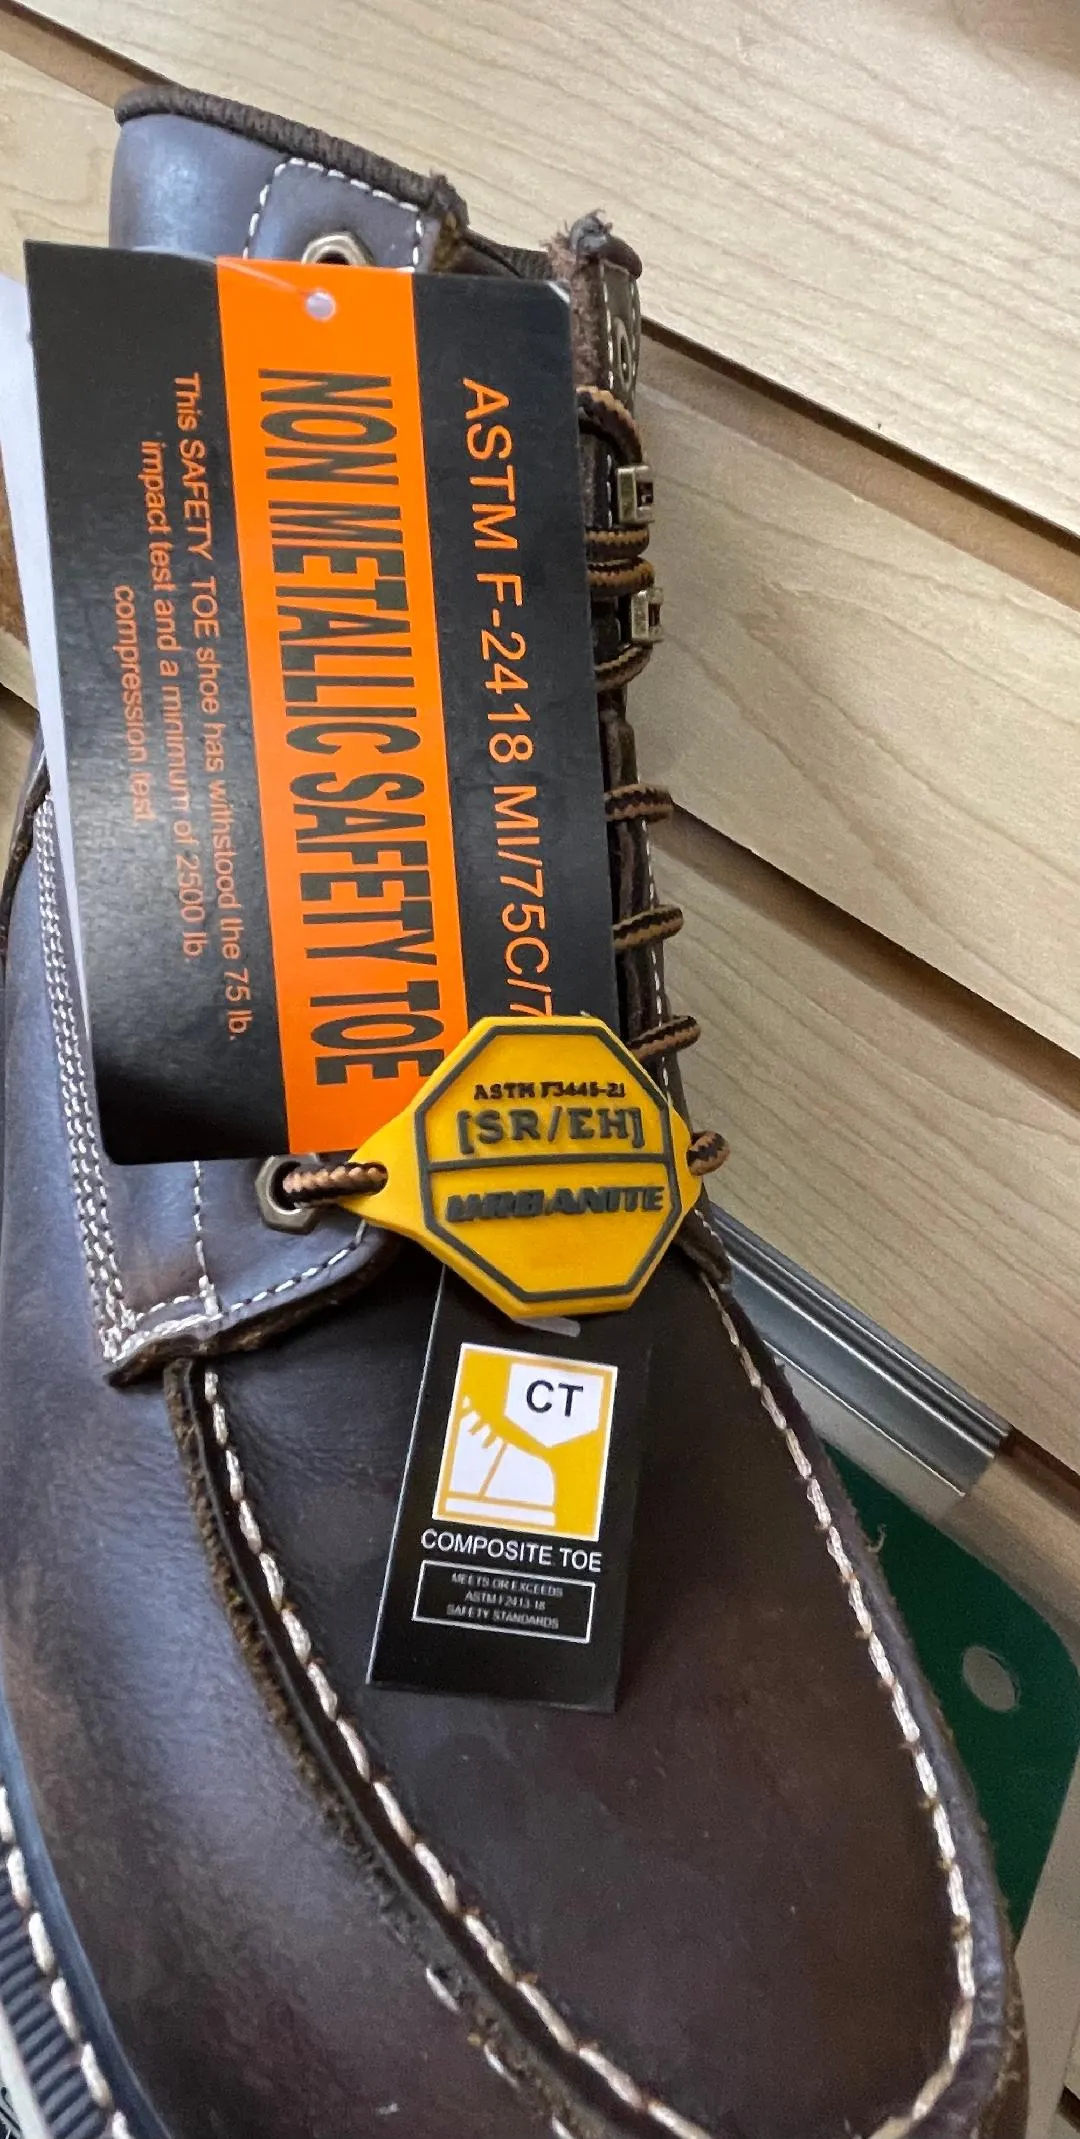 ASTM F-2418 MI/75C/7
NON METALLIC SAFETY TOE
This SAFETY TOE shoe has withstood the 75 lb.
impact test and a minimum of 2500 lb.
compression test.
ASTM F3445-21
[SR/EH]
URBANITE
CT
COMPOSITE TOE
MEETS OR EXCEEDS
ASTM F2413-18
SAFETY STANDARDS